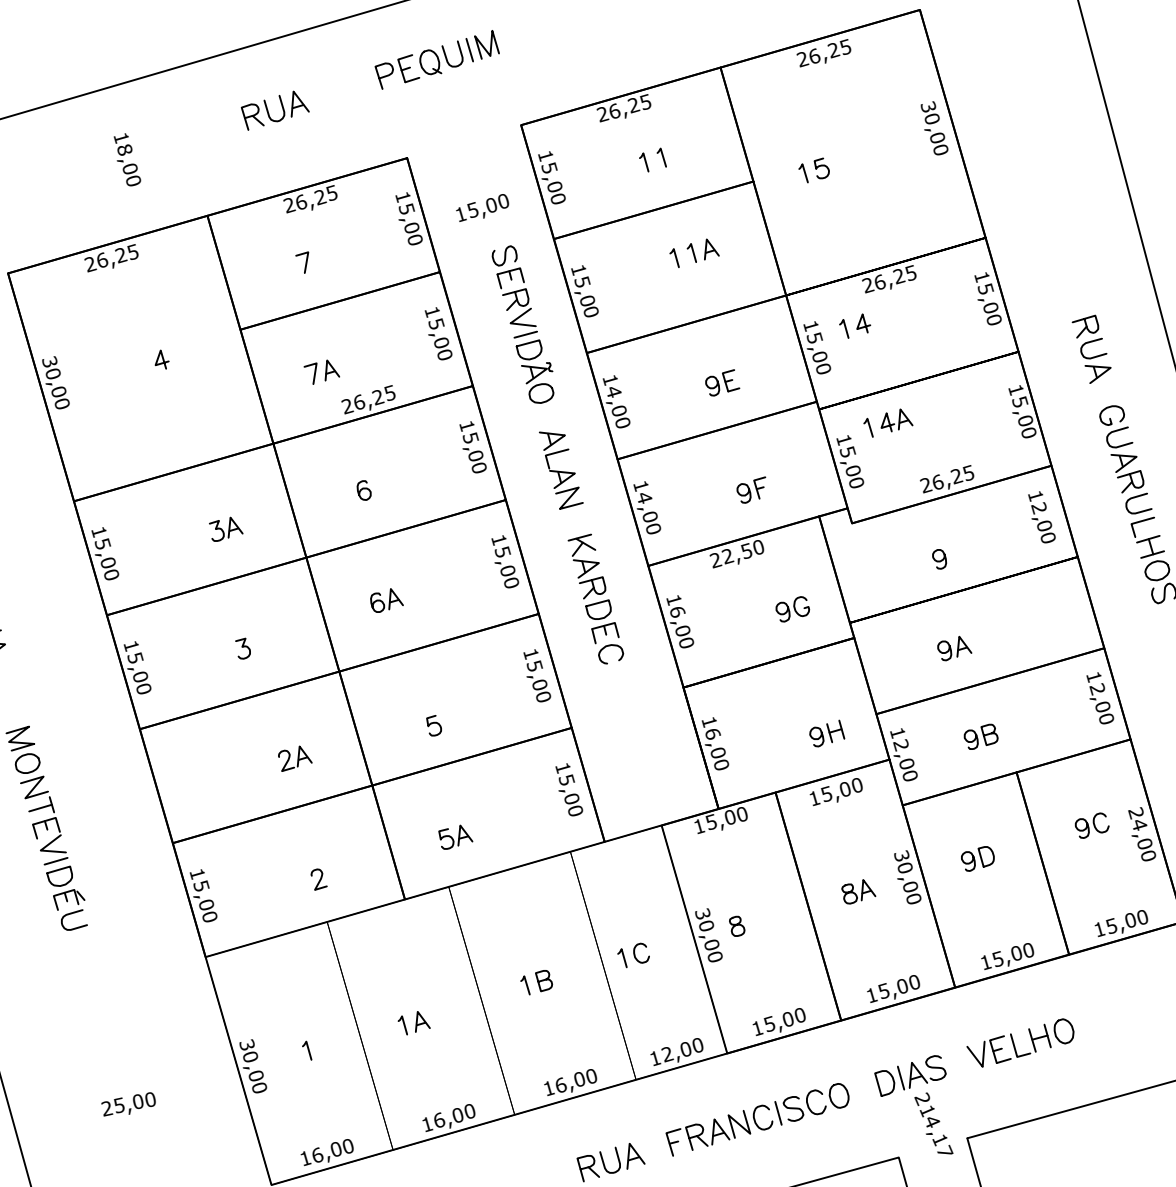 RUA PEQUIM
18,00
26,25
26,25
30,00
15,00
26,25
26,25
15,00
7
4
30,00
15,00
SERVIDÃO ALAN KARDEC
15,00
11
15
7A
15,00
26,25
15,00
11A
26,25
15,00
14
15,00
RUA GUARULHOS
3A
6
15,00
15,00
14,00
9E
14A
15,00
15,00
26,25
3
6A
15,00
15,00
14,00
9F
12,00
9
22,50
16,00
9G
9A
2A
5
15,00
16,00
9H
12,00
9B
12,00
MONTEVIDÉU
2
5A
15,00
15,00
15,00
15,00
9D
9C
24,00
15,00
15,00
1
30,00
1A
1B
1C
8
30,00
8A
30,00
16,00
16,00
16,00
12,00
15,00
15,00
25,00
RUA FRANCISCO DIAS VELHO
214,17